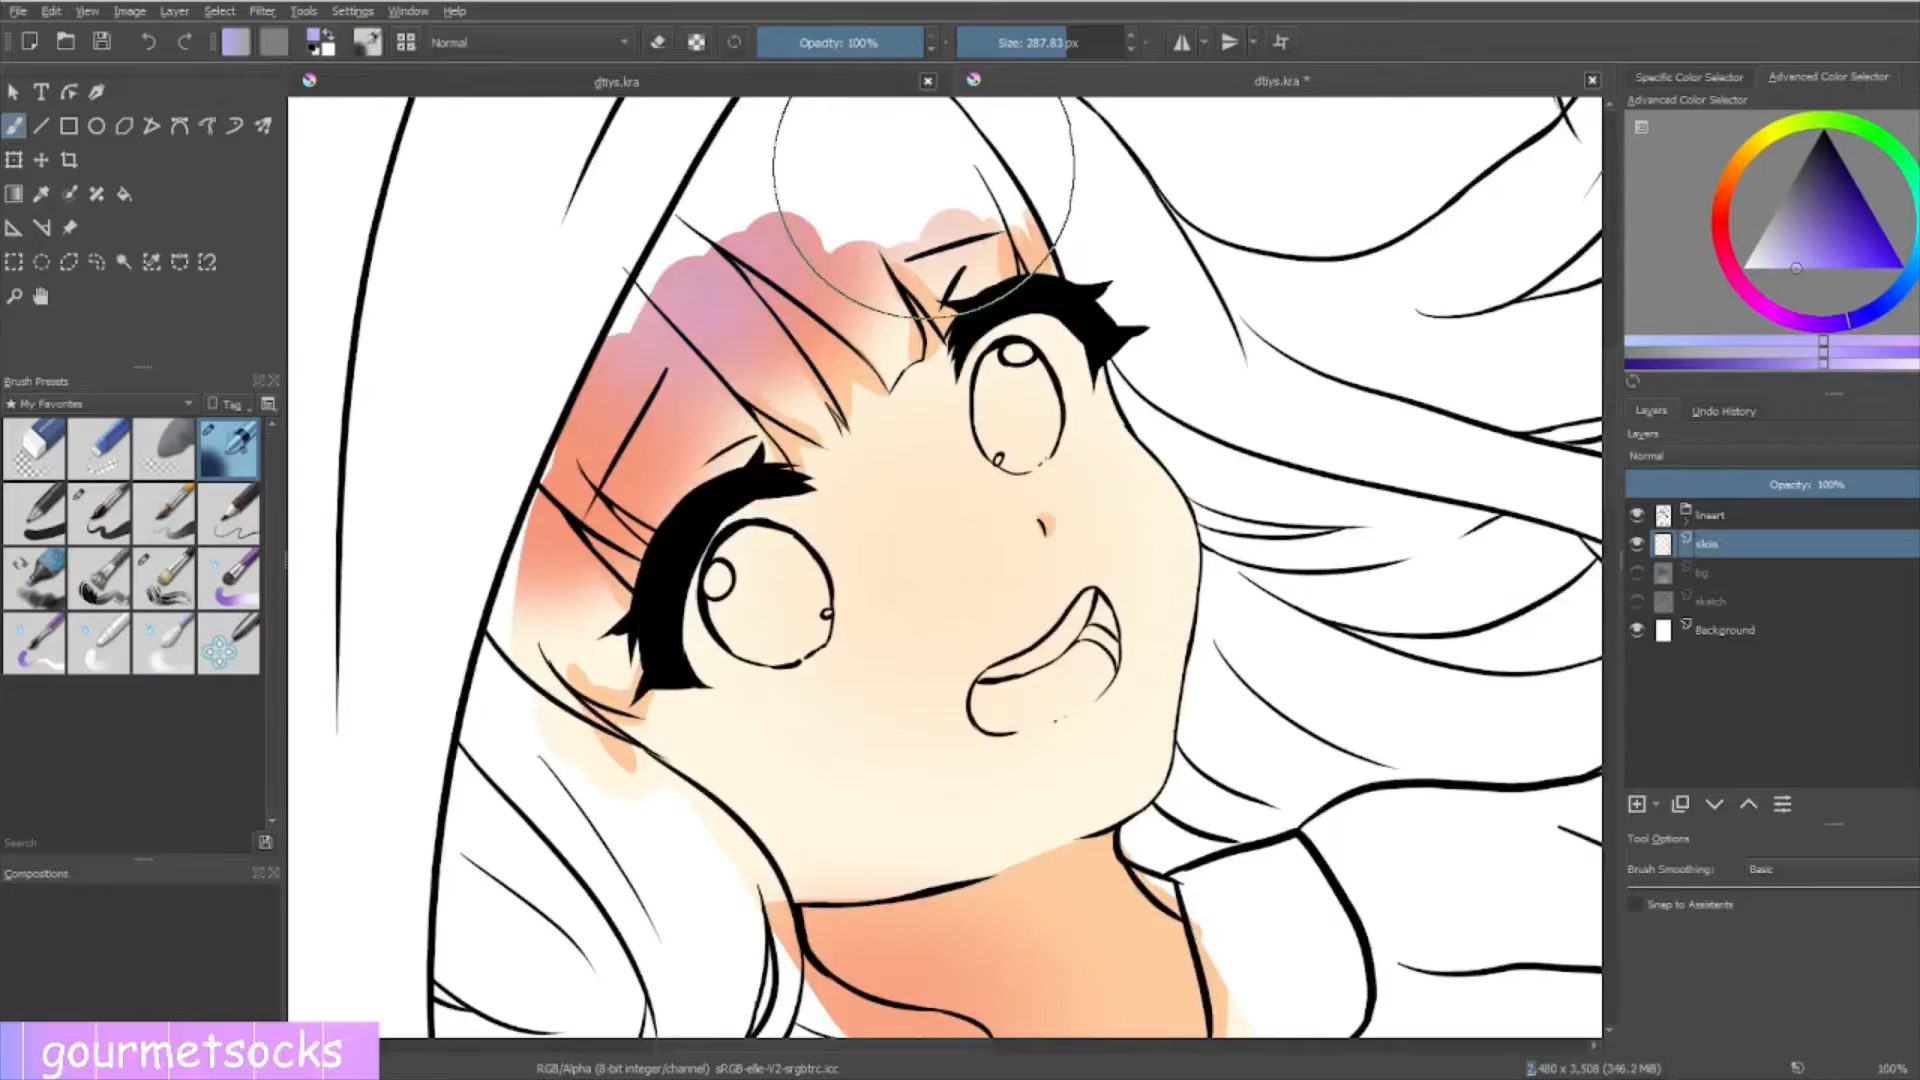 File Edit View Image Layer Select Filter Tools Settings Window Help
Normal
Opacity: 100%
Size: 287.83 px
dtiys.kra
dtiys.kra *
Specific Color Selector
Advanced Color Selector
Advanced Color Selector
Brush Presets
★ My Favorites
Tag
Search
Compositions
Layers
Undo History
Layers
Normal
Opacity: 100%
lineart
skin
bg
sketch
Background
Tool Options
Brush Smoothing:
Basic
Snap to Assistants
gourmetsocks
RGB/Alpha (8-bit integer/channel) sRGB-elle-V2-srgbtrc.icc
2,480 x 3,508 (346.2 MiB)
100%